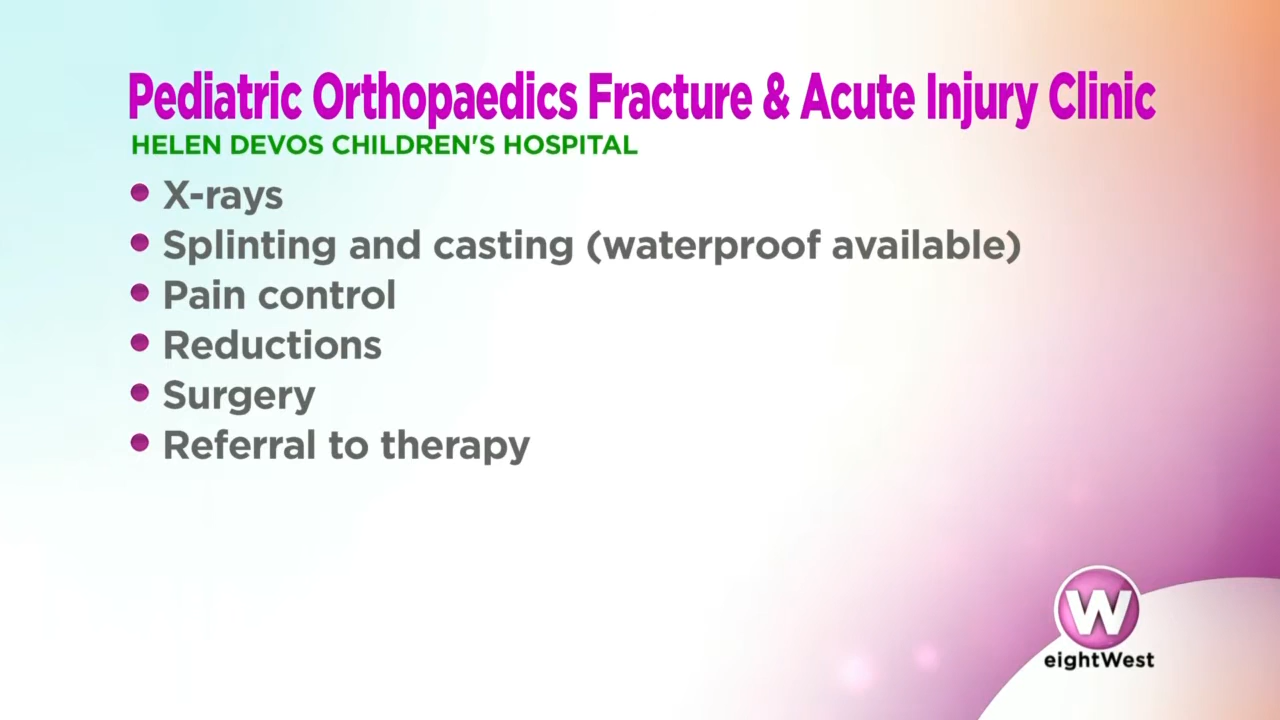 Pediatric Orthopaedics Fracture & Acute Injury Clinic
HELEN DEVOS CHILDREN'S HOSPITAL
• X-rays
• Splinting and casting (waterproof available)
• Pain control
• Reductions
• Surgery
• Referral to therapy
W
eightWest